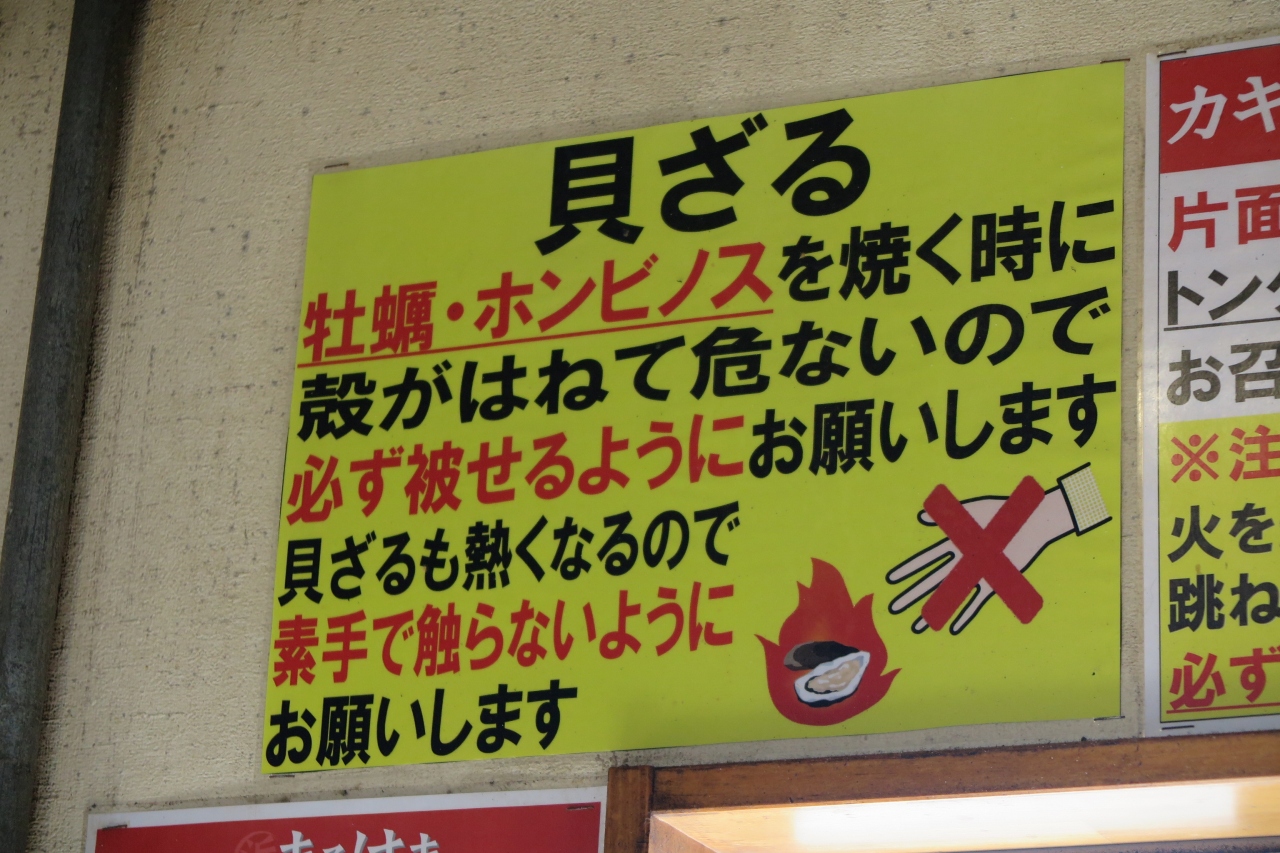 貝ざる
牡蠣・ホンビノスを焼く時に
殻がはねて危ないので
必ず被せるようにお願いします
貝ざるも熱くなるので
素手で触らないように
お願いします
カキ
片面
トング
お召
※注
火を
跳ね
必ず